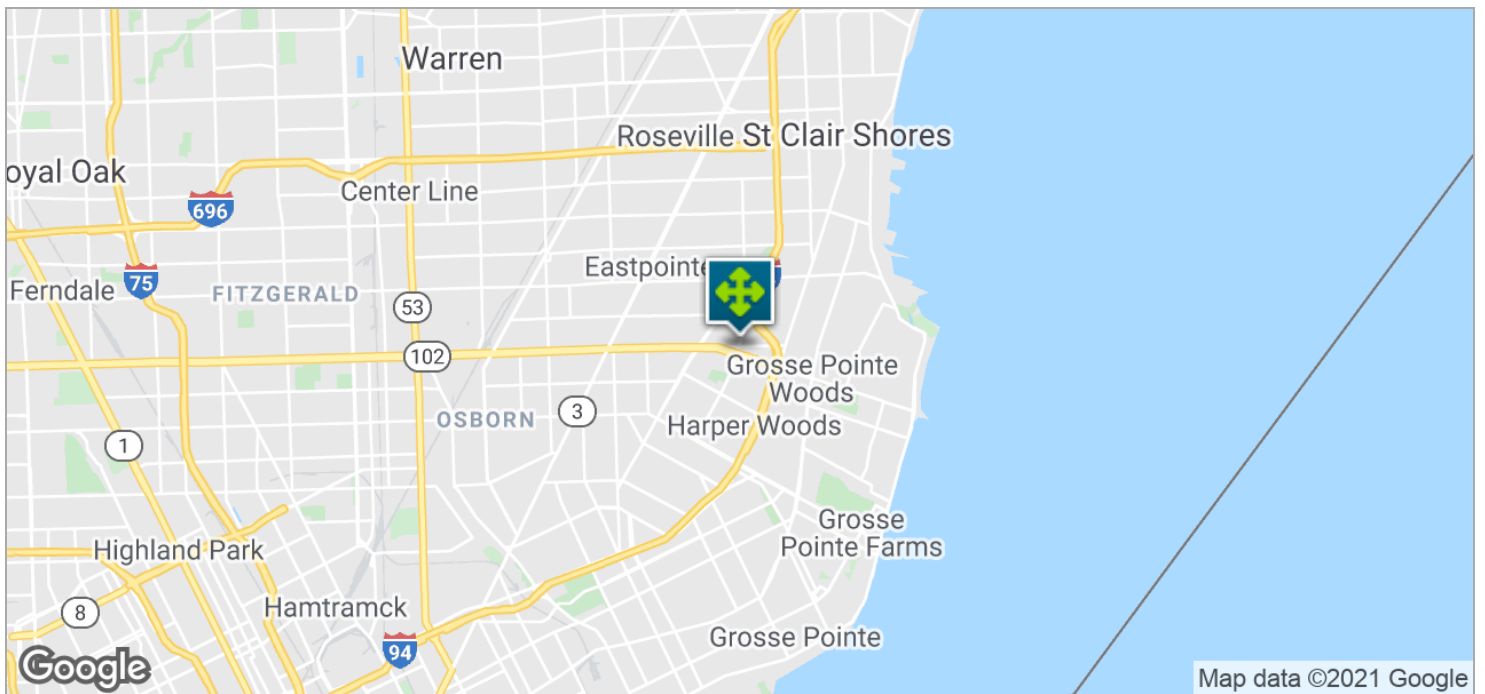 Warren
Roseville
St Clair Shores
oyal Oak
Center Line
696
Eastpointe
75
Ferndale
FITZGERALD
53
102
Grosse Pointe
Woods
3
OSBORN
Harper Woods
1
Grosse
Pointe Farms
Highland Park
8
Hamtramck
Grosse Pointe
94
Google
Map data ©2021 Google